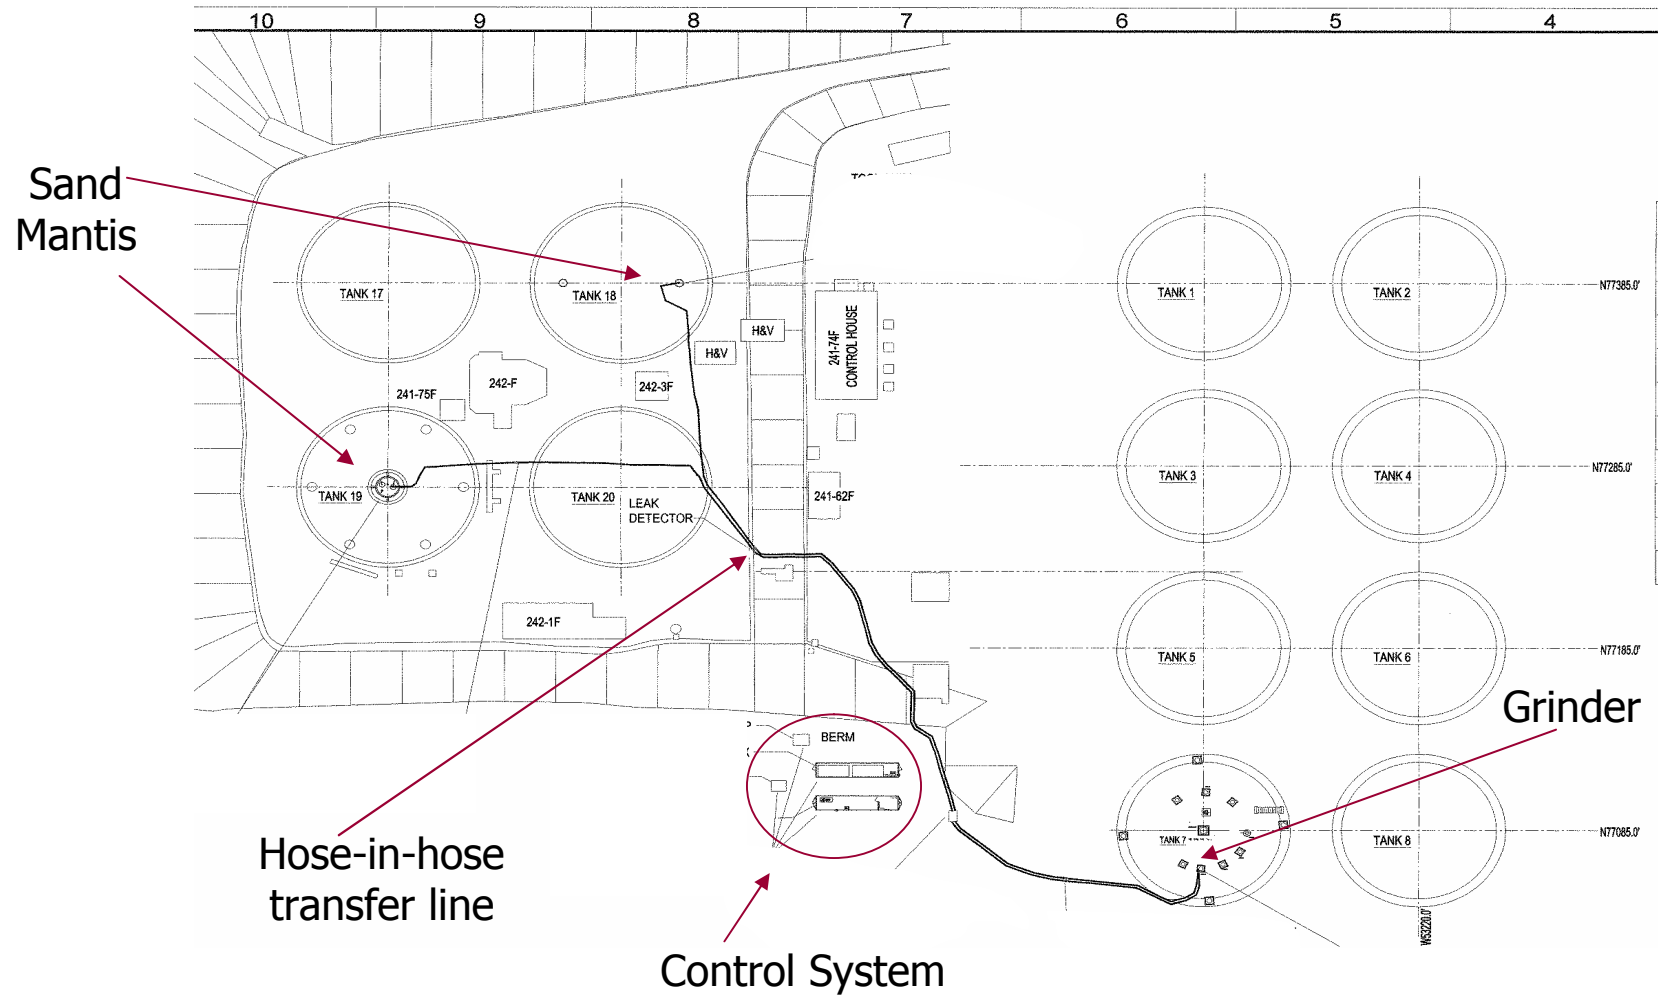 10 9 8 7 6 5 4
Sand
Mantis
TANK 17
TANK 18
TANK 1
TANK 2
N77385.0'
H&V
H&V
241-74F
CONTROL HOUSE
242-F
242-3F
241-75F
TANK 19
TANK 20
LEAK
DETECTOR
241-62F
TANK 3
TANK 4
N77285.0'
242-1F
TANK 5
TANK 6
N77185.0'
Grinder
BERM
TANK 7
TANK 8
N77085.0'
Hose-in-hose
transfer line
W53220.0'
Control System